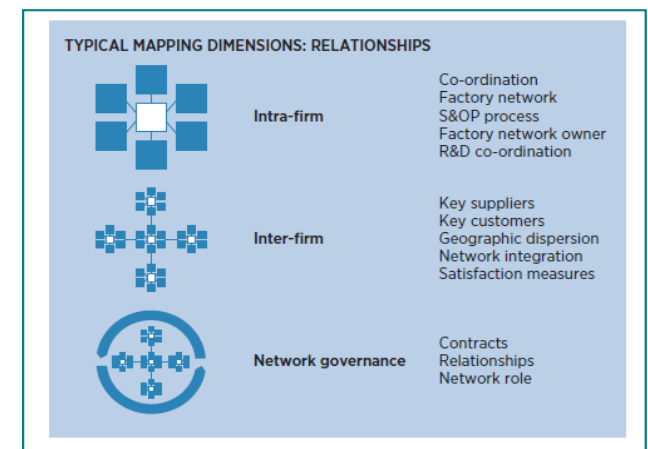 TYPICAL MAPPING DIMENSIONS: RELATIONSHIPS
Intra-firm
Co-ordination
Factory network
S&OP process
Factory network owner
R&D co-ordination
Inter-firm
Key suppliers
Key customers
Geographic dispersion
Network integration
Satisfaction measures
Network governance
Contracts
Relationships
Network role